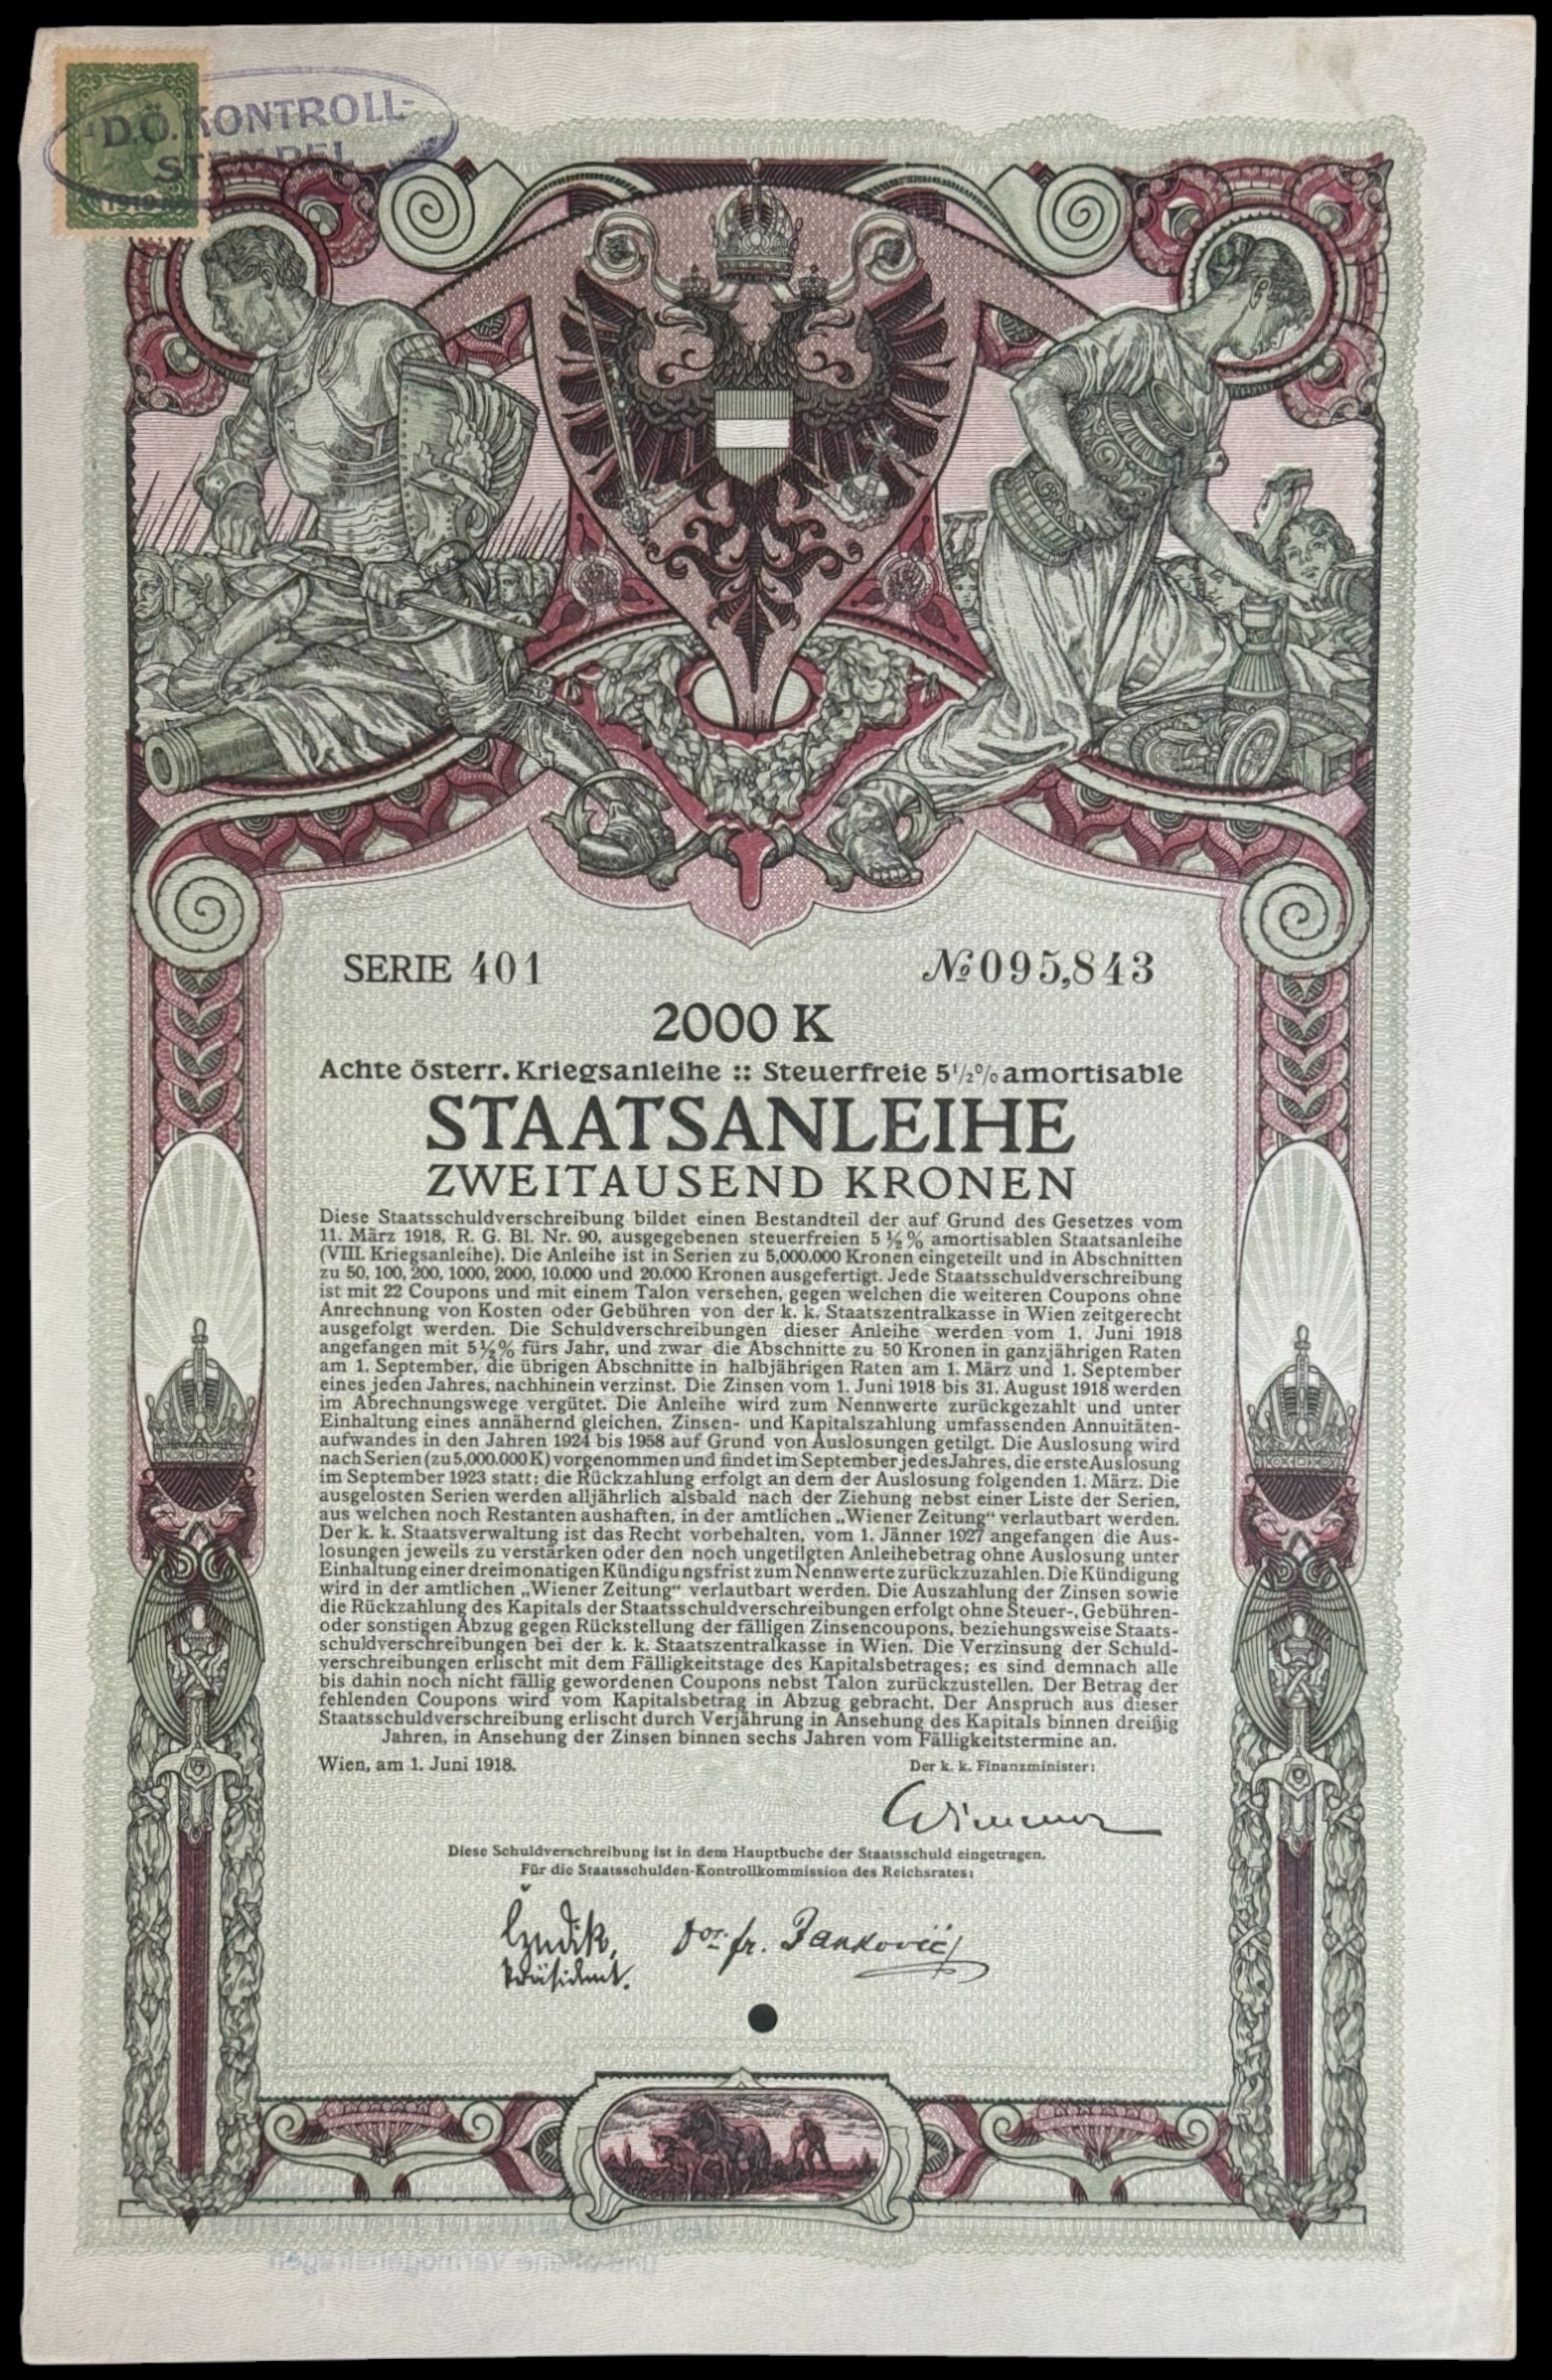 D.Ö. KONTROLL-
STEMPEL
1919
SERIE 401 № 095,843
2000 K
Achte österr. Kriegsanleihe :: Steuerfreie 5½% amortisable
STAATSANLEIHE
ZWEITAUSEND KRONEN
Diese Staatsschuldverschreibung bildet einen Bestandteil der auf Grund des Gesetzes vom
11. März 1918, R. G. Bl. Nr. 90, ausgegebenen steuerfreien 5 ½ % amortisablen Staatsanleihe
(VIII. Kriegsanleihe). Die Anleihe ist in Serien zu 5,000.000 Kronen eingeteilt und in Abschnitten
zu 50, 100, 200, 1000, 2000, 10.000 und 20.000 Kronen ausgefertigt. Jede Staatsschuldverschreibung
ist mit 22 Coupons und mit einem Talon versehen, gegen welchen die weiteren Coupons ohne
Anrechnung von Kosten oder Gebühren von der k. k. Staatszentralkasse in Wien zeitgerecht
ausgefolgt werden. Die Schuldverschreibungen dieser Anleihe werden vom 1. Juni 1918
angefangen mit 5½% fürs Jahr, und zwar die Abschnitte zu 50 Kronen in ganzjährigen Raten
am 1. September, die übrigen Abschnitte in halbjährigen Raten am 1. März und 1. September
eines jeden Jahres, nachhinein verzinst. Die Zinsen vom 1. Juni 1918 bis 31. August 1918 werden
im Abrechnungswege vergütet. Die Anleihe wird zum Nennwerte zurückgezahlt und unter
Einhaltung eines annähernd gleichen, Zinsen- und Kapitalszahlung umfassenden Annuitäten-
aufwandes in den Jahren 1924 bis 1958 auf Grund von Auslosungen getilgt. Die Auslosung wird
nach Serien (zu 5,000.000 K) vorgenommen und findet im September jedes Jahres, die erste Auslosung
im September 1923 statt; die Rückzahlung erfolgt an dem der Auslosung folgenden 1. März. Die
ausgelosten Serien werden alljährlich alsbald nach der Ziehung nebst einer Liste der Serien,
aus welchen noch Restanten aushaften, in der amtlichen „Wiener Zeitung“ verlautbart werden.
Der k. k. Staatsverwaltung ist das Recht vorbehalten, vom 1. Jänner 1927 angefangen die Aus-
losungen jeweils zu verstärken oder den noch ungetilgten Anleihebetrag ohne Auslosung unter
Einhaltung einer dreimonatigen Kündigungsfrist zum Nennwerte zurückzuzahlen. Die Kündigung
wird in der amtlichen „Wiener Zeitung“ verlautbart werden. Die Auszahlung der Zinsen sowie
die Rückzahlung des Kapitals der Staatsschuldverschreibungen erfolgt ohne Steuer-, Gebühren-
oder sonstigen Abzug gegen Rückstellung der fälligen Zinsencoupons, beziehungsweise Staats-
schuldverschreibungen bei der k. k. Staatszentralkasse in Wien. Die Verzinsung der Schuld-
verschreibungen erlischt mit dem Fälligkeitstage des Kapitalsbetrages; es sind demnach alle
bis dahin noch nicht fällig gewordenen Coupons nebst Talon zurückzustellen. Der Betrag der
fehlenden Coupons wird vom Kapitalsbetrag in Abzug gebracht. Der Anspruch aus dieser
Staatsschuldverschreibung erlischt durch Verjährung in Ansehung des Kapitals binnen dreißig
Jahren, in Ansehung der Zinsen binnen sechs Jahren vom Fälligkeitstermine an.
Wien, am 1. Juni 1918. Der k. k. Finanzminister:
Wimmer
Diese Schuldverschreibung ist in dem Hauptbuche der Staatsschuld eingetragen.
Für die Staatsschulden-Kontrollkommission des Reichsrates:
Dor. fr. Janković
Präsident.